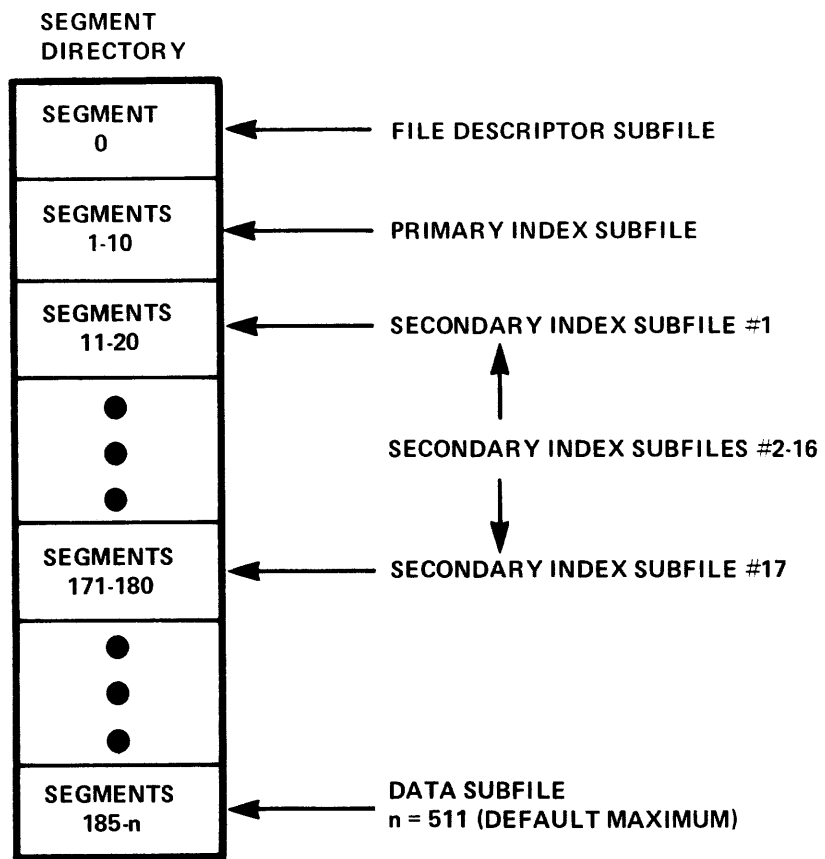 SEGMENT
DIRECTORY
SEGMENT
0
FILE DESCRIPTOR SUBFILE
SEGMENTS
1-10
PRIMARY INDEX SUBFILE
SEGMENTS
11-20
SECONDARY INDEX SUBFILE #1
SECONDARY INDEX SUBFILES #2-16
SEGMENTS
171-180
SECONDARY INDEX SUBFILE #17
SEGMENTS
185-n
DATA SUBFILE
n = 511 (DEFAULT MAXIMUM)